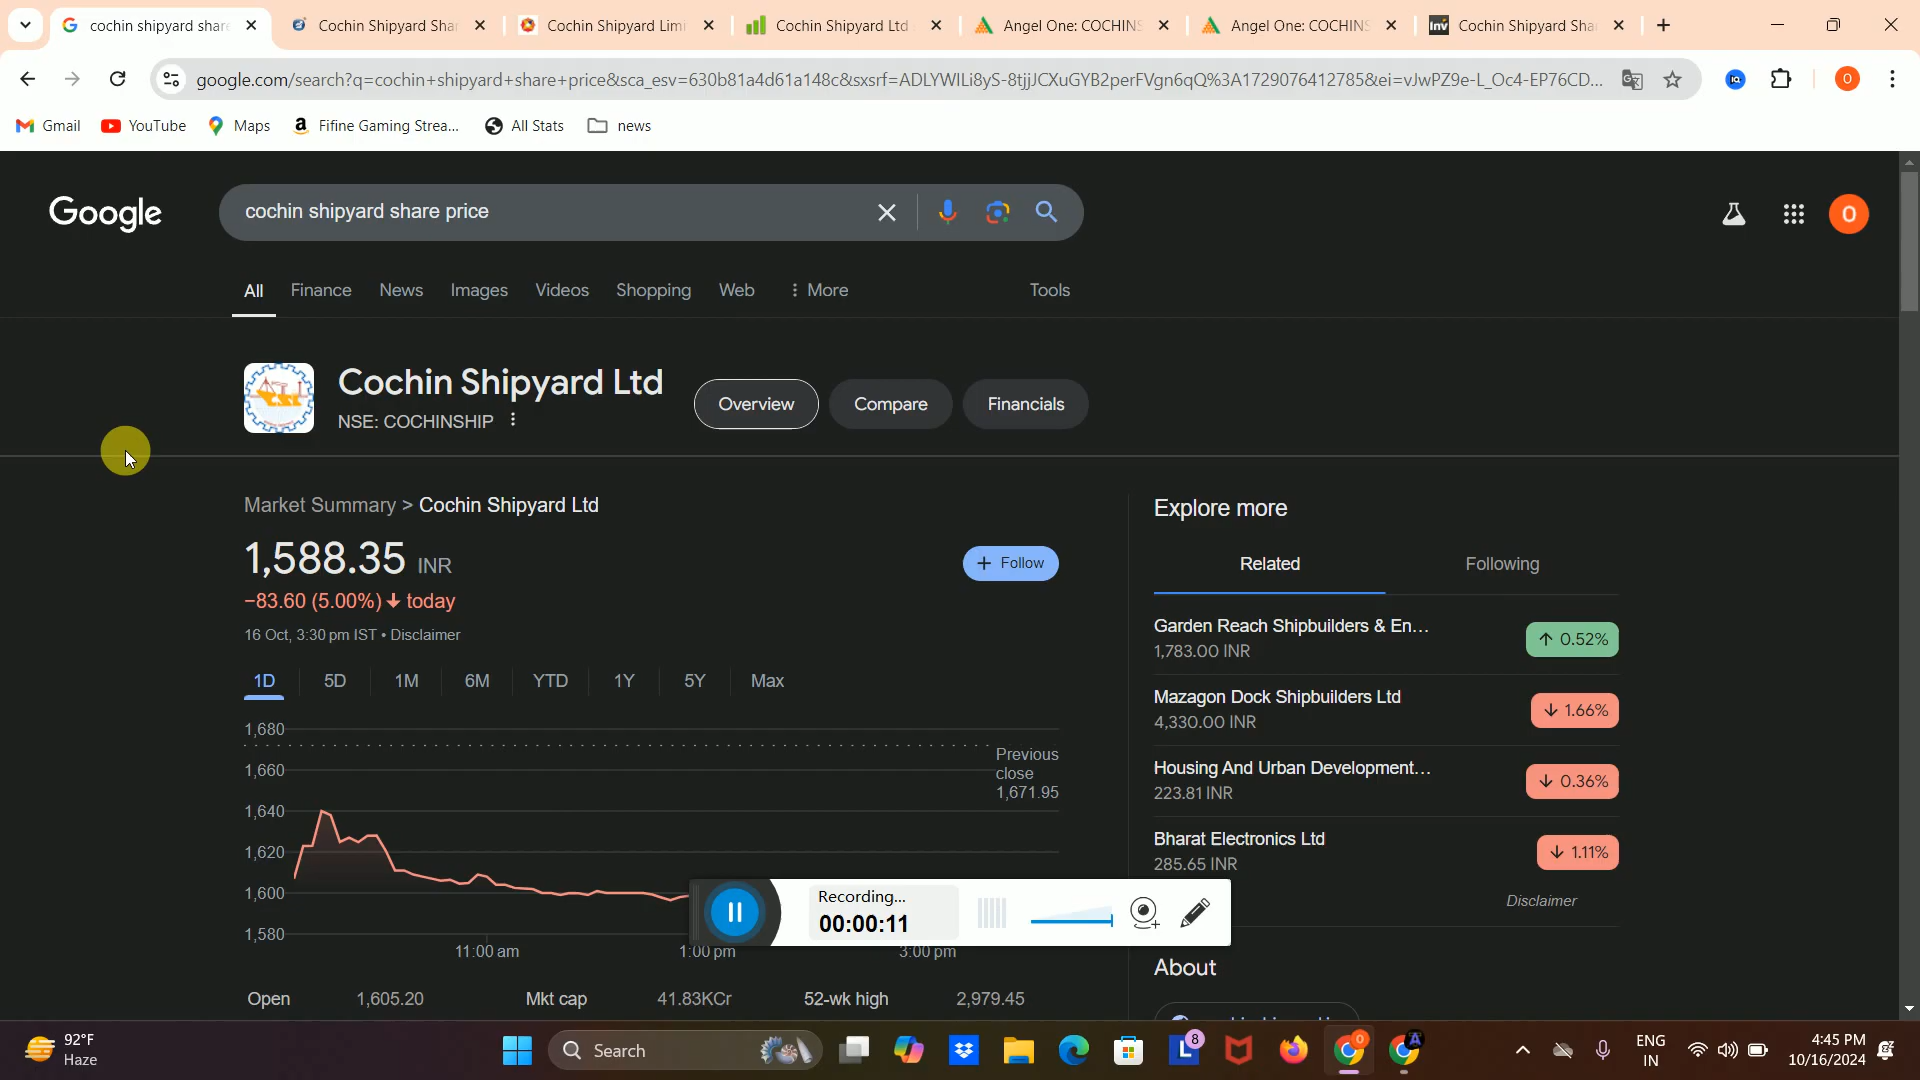 cochin shipyard share
Cochin Shipyard Sha
Cochin Shipyard Limi
Cochin Shipyard Ltd
Angel One: COCHINS
Angel One: COCHINS
Inv
Cochin Shipyard Sha
google.com/search?q=cochin+shipyard+share+price&sca_esv=630b81a4d61a148c&sxsrf=ADLYWILi8yS-8tjjJCXuGYB2perFVgn6qQ%3A1729076412785&ei=vJwPZ9e-L_Oc4-EP76CD...
O
Gmail
YouTube
Maps
Fifine Gaming Strea...
All Stats
news
Google
cochin shipyard share price
O
All
Finance
News
Images
Videos
Shopping
Web
More
Tools
Cochin Shipyard Ltd
NSE: COCHINSHIP
Overview
Compare
Financials
Market Summary > Cochin Shipyard Ltd
1,588.35 INR
−83.60 (5.00%) ↓ today
16 Oct, 3:30 pm IST • Disclaimer
+ Follow
1D
5D
1M
6M
YTD
1Y
5Y
Max
1,680
1,660
1,640
1,620
1,600
1,580
Previous
close
1,671.95
11:00 am
1:00 pm
3:00 pm
Open 1,605.20
Mkt cap 41.83KCr
52-wk high 2,979.45
Explore more
Related
Following
Garden Reach Shipbuilders & En...
1,783.00 INR
↑ 0.52%
Mazagon Dock Shipbuilders Ltd
4,330.00 INR
↓ 1.66%
Housing And Urban Development...
223.81 INR
↓ 0.36%
Bharat Electronics Ltd
285.65 INR
↓ 1.11%
Disclaimer
About
Recording...
00:00:11
92°F
Haze
Search
L
8
O
A
ENG
IN
4:45 PM
10/16/2024